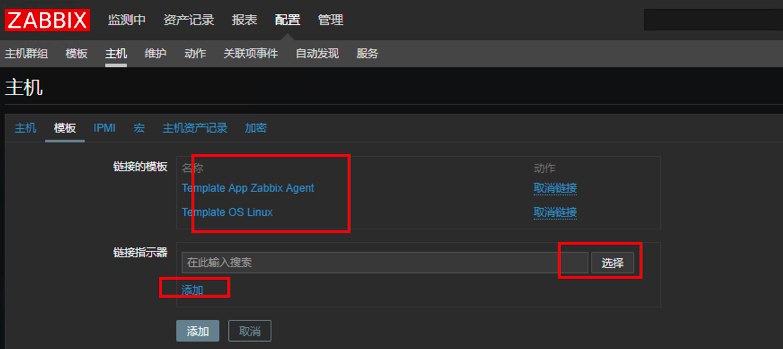 ZABBIX 监测中 资产记录 报表 配置 管理
主机群组 模板 主机 维护 动作 关联项事件 自动发现 服务
主机
主机 模板 IPMI 宏 主机资产记录 加密
链接的模板 名称 动作
Template App Zabbix Agent 取消链接
Template OS Linux 取消链接
链接指示器 在此输入搜索 选择
添加
添加 取消